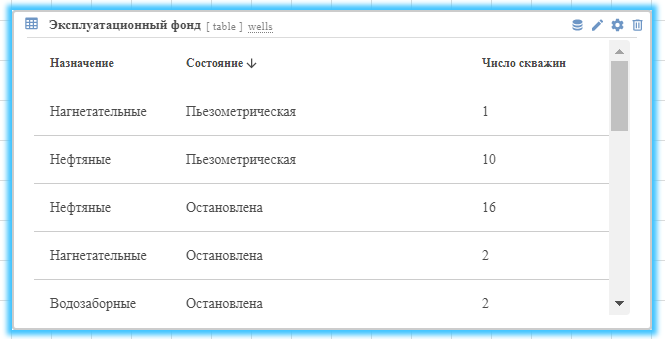 Эксплуатационный фонд [ table ] wells
Назначение Состояние Число скважин
Нагнетательные Пьезометрическая 1
Нефтяные Пьезометрическая 10
Нефтяные Остановлена 16
Нагнетательные Остановлена 2
Водозаборные Остановлена 2